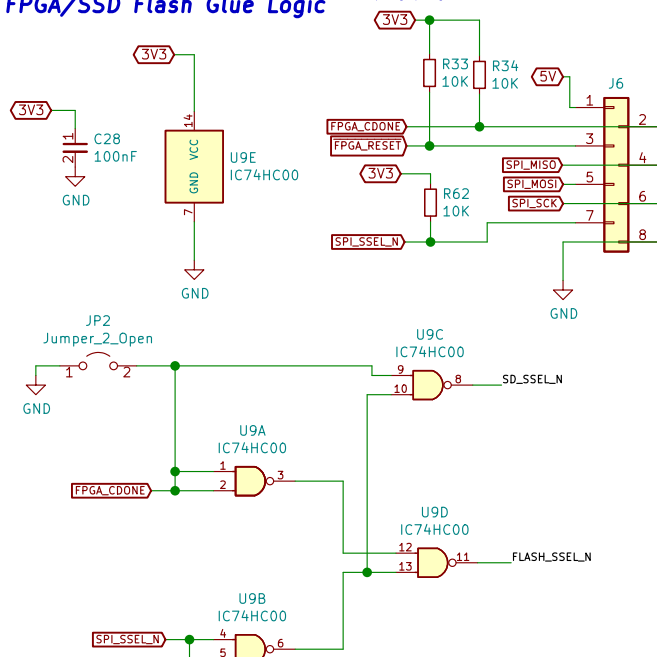 FPGA/SSD Flash Glue Logic
3V3
3V3
3V3
14
VCC
GND
7
U9E
IC74HC00
GND
1
2
C28
100nF
GND
R33
10K
R34
10K
5V
J6
FPGA_CDONE
FPGA_RESET
3V3
R62
10K
SPI_SSEL_N
SPI_MISO
SPI_MOSI
SPI_SCK
1
2
3
4
5
6
7
8
GND
JP2
Jumper_2_Open
1
2
GND
U9C
IC74HC00
9
10
8
SD_SSEL_N
U9A
IC74HC00
1
2
3
FPGA_CDONE
U9D
IC74HC00
12
13
11
FLASH_SSEL_N
U9B
IC74HC00
SPI_SSEL_N
4
5
6